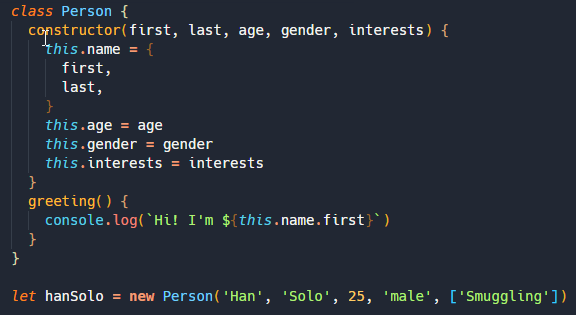 class Person {
  constructor(first, last, age, gender, interests) {
    this.name = {
      first,
      last,
    }
    this.age = age
    this.gender = gender
    this.interests = interests
  }
  greeting() {
    console.log(`Hi! I'm ${this.name.first}`)
  }
}
let hanSolo = new Person('Han', 'Solo', 25, 'male', ['Smuggling'])